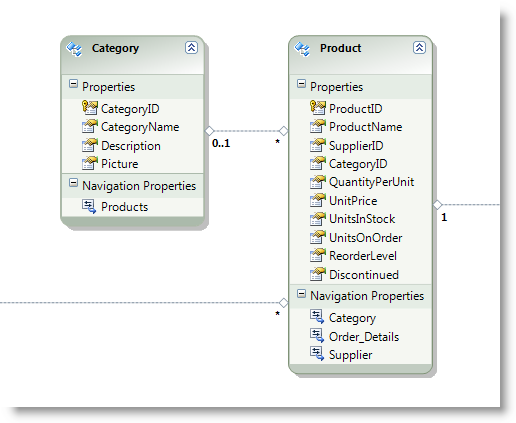 Category
Properties
CategoryID
CategoryName
Description
Picture
Navigation Properties
Products
0..1
*
Product
Properties
ProductID
ProductName
SupplierID
CategoryID
QuantityPerUnit
UnitPrice
UnitsInStock
UnitsOnOrder
ReorderLevel
Discontinued
Navigation Properties
Category
Order_Details
Supplier
1
*